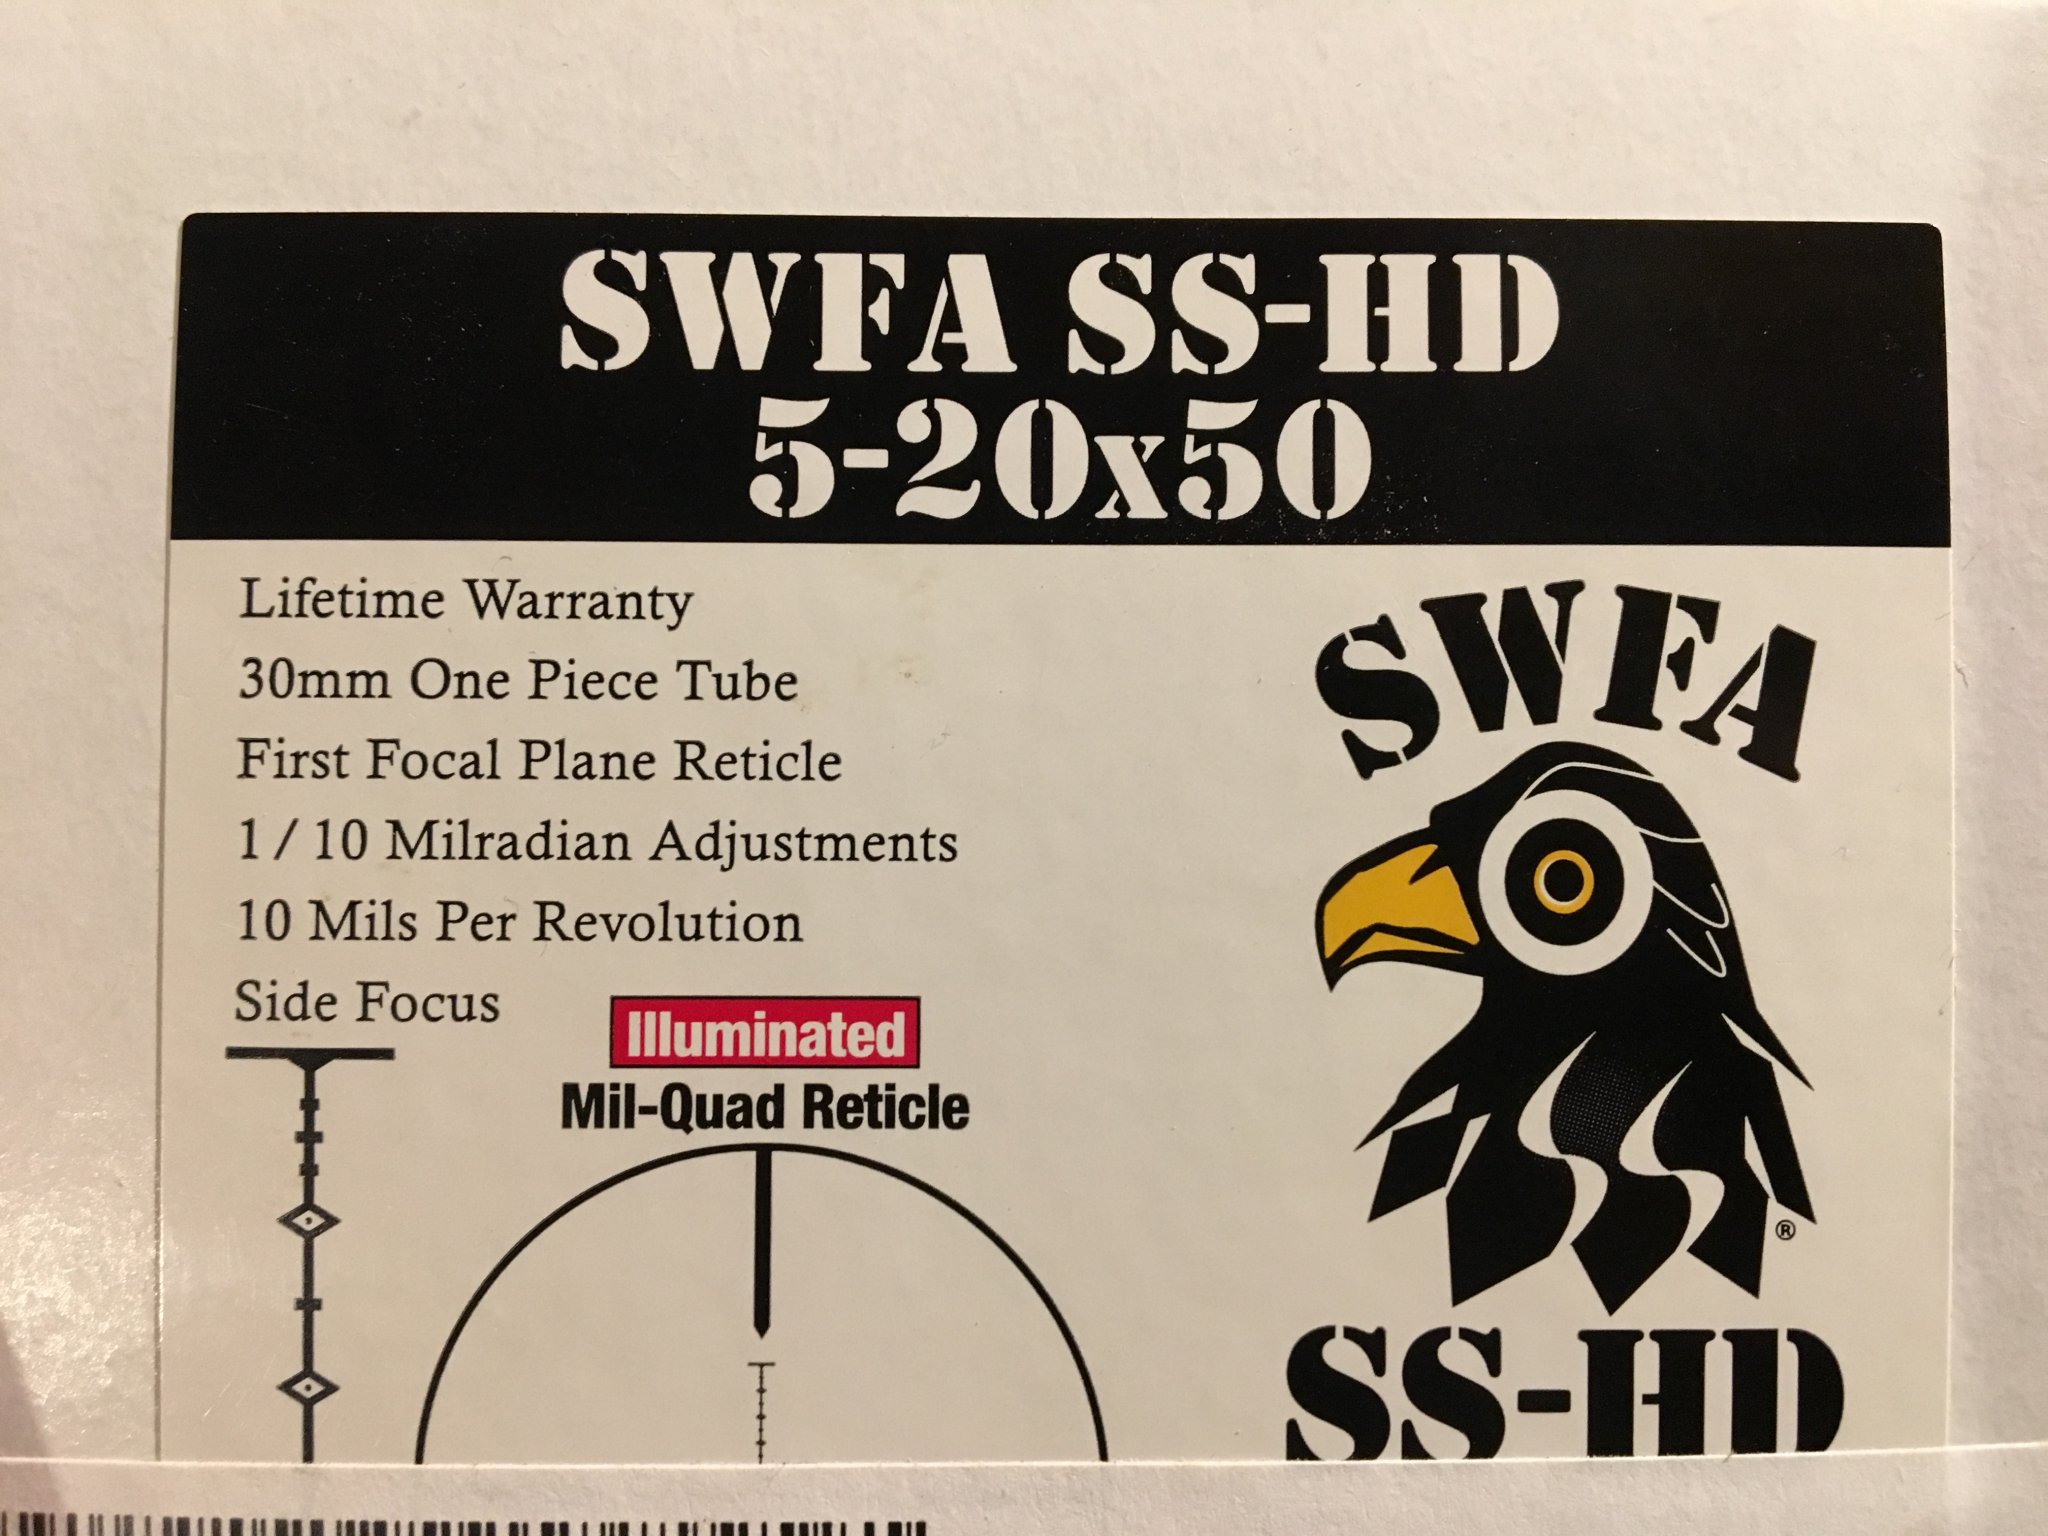 SWFA SS-HD
5-20x50
Lifetime Warranty
30mm One Piece Tube
First Focal Plane Reticle
1 / 10 Milradian Adjustments
10 Mils Per Revolution
Side Focus
Illuminated
Mil-Quad Reticle
SWFA
SS
®
SS-HD